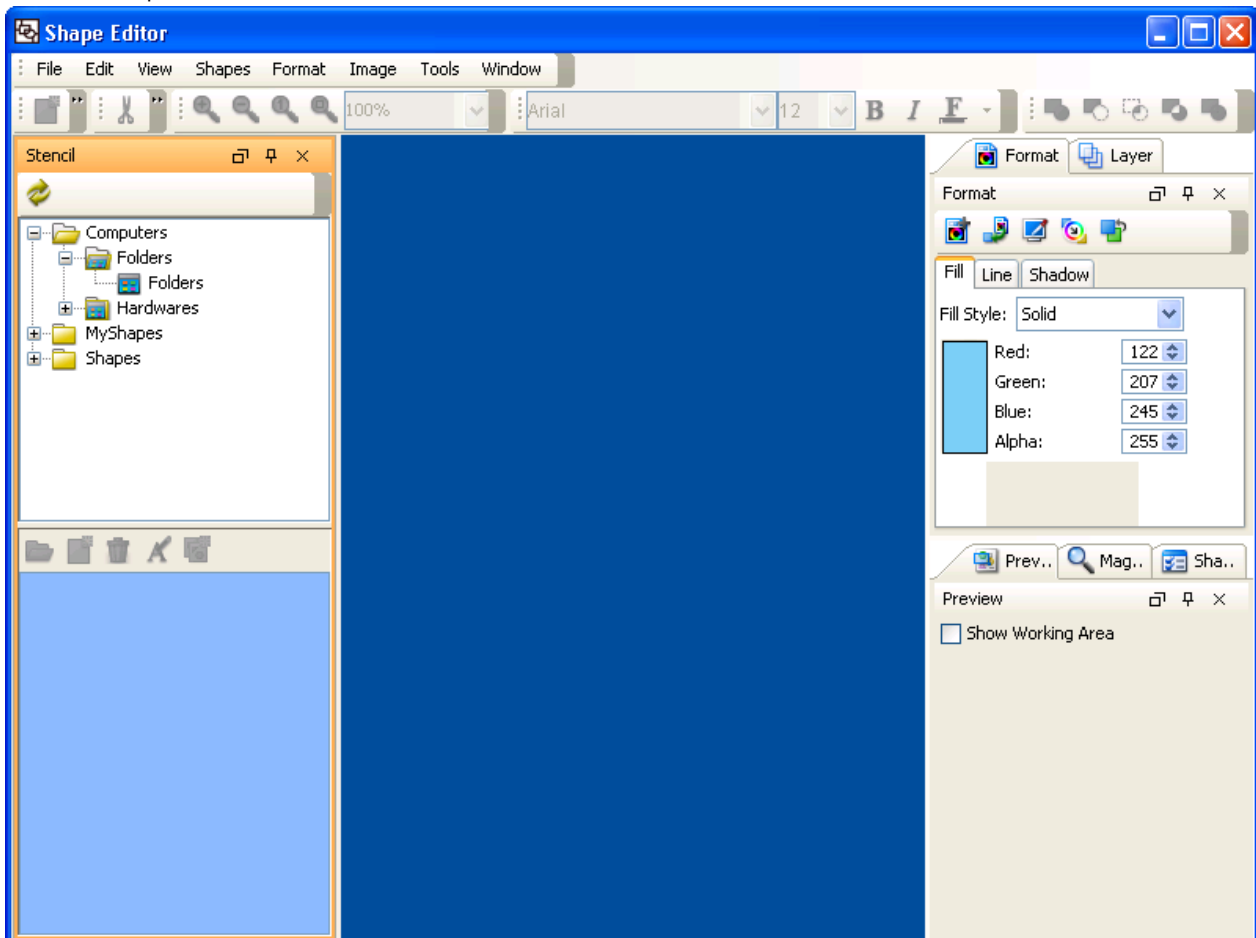 Shape Editor
File Edit View Shapes Format Image Tools Window
100% Arial 12 B I F
Stencil
Computers
Folders
Folders
Hardwares
MyShapes
Shapes
Format Layer
Format
Fill Line Shadow
Fill Style: Solid
Red: 122
Green: 207
Blue: 245
Alpha: 255
Prev.. Mag.. Sha..
Preview
Show Working Area